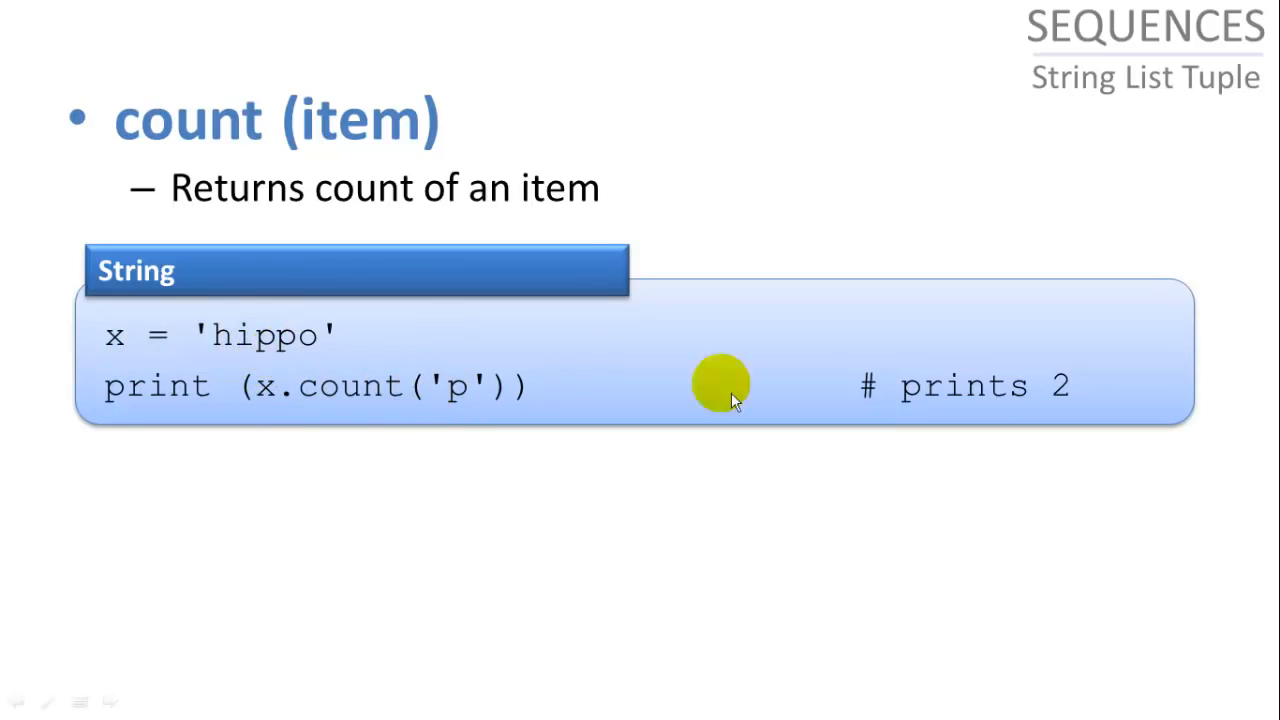 SEQUENCES
String List Tuple
• count (item)
– Returns count of an item
String
x = 'hippo'
print (x.count('p')) # prints 2